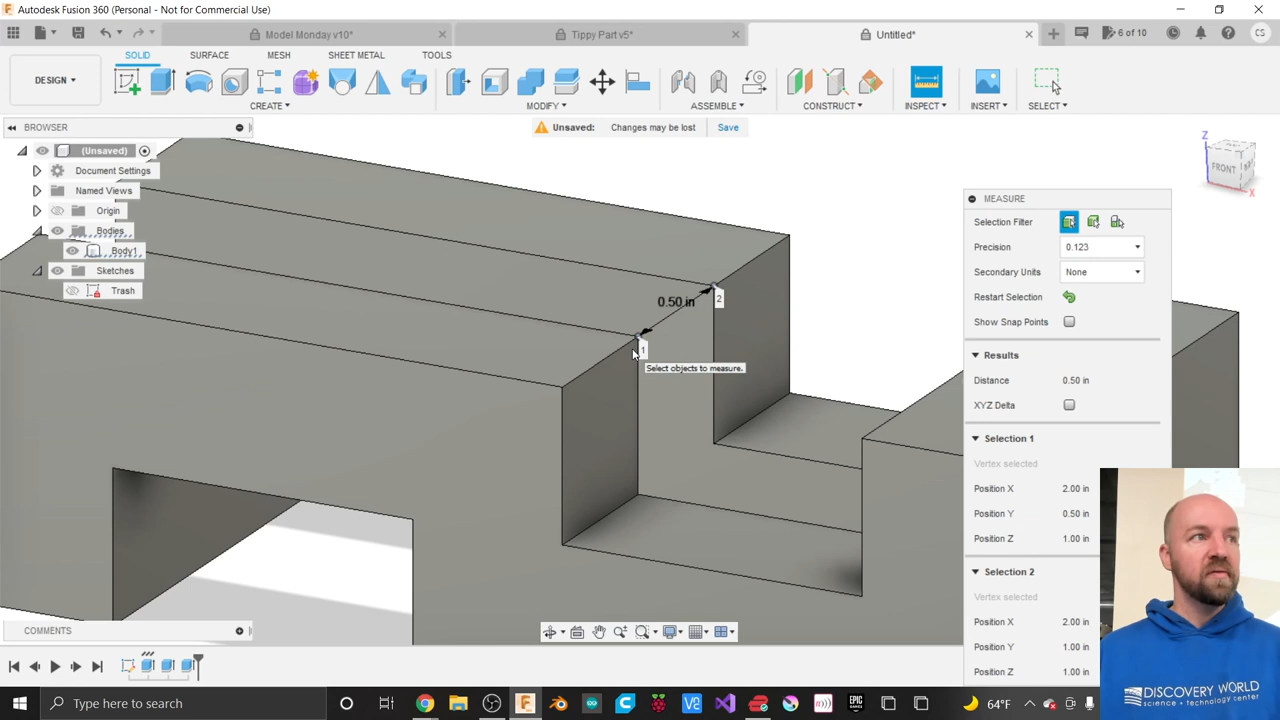 Autodesk Fusion 360 (Personal - Not for Commercial Use)
Model Monday v10*
Tippy Part v5*
Untitled*
6 of 10
CS
SOLID
SURFACE
MESH
SHEET METAL
TOOLS
DESIGN
CREATE
MODIFY
ASSEMBLE
CONSTRUCT
INSPECT
INSERT
SELECT
BROWSER
Unsaved: Changes may be lost Save
(Unsaved)
Document Settings
Named Views
Origin
Bodies
Body1
Sketches
Trash
Z
FRONT
X
0.50 in
2
1
Select objects to measure.
MEASURE
Selection Filter
Precision 0.123
Secondary Units None
Restart Selection
Show Snap Points
Results
Distance 0.50 in
XYZ Delta
Selection 1
Vertex selected
Position X 2.00 in
Position Y 0.50 in
Position Z 1.00 in
Selection 2
Vertex selected
Position X 2.00 in
Position Y 1.00 in
Position Z 1.00 in
COMMENTS
DISCOVERY WORLD
science + technology center
Type here to search
EPIC
GAMES
64°F